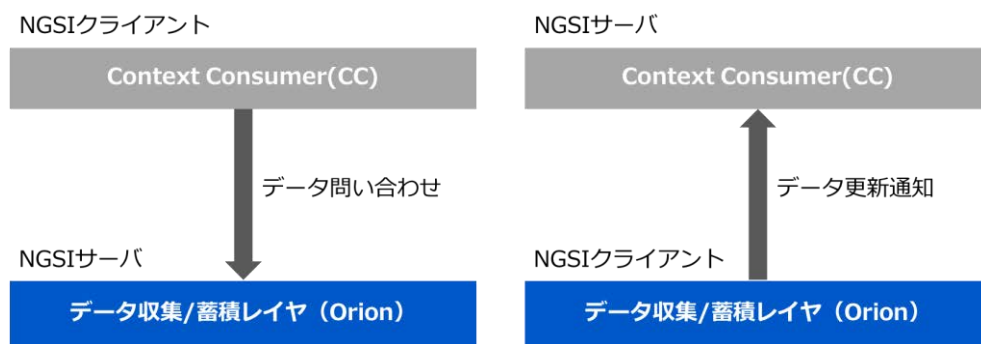 NGSIクライアント
Context Consumer(CC)
データ問い合わせ
NGSIサーバ
データ収集/蓄積レイヤ（Orion）
NGSIサーバ
Context Consumer(CC)
データ更新通知
NGSIクライアント
データ収集/蓄積レイヤ（Orion）